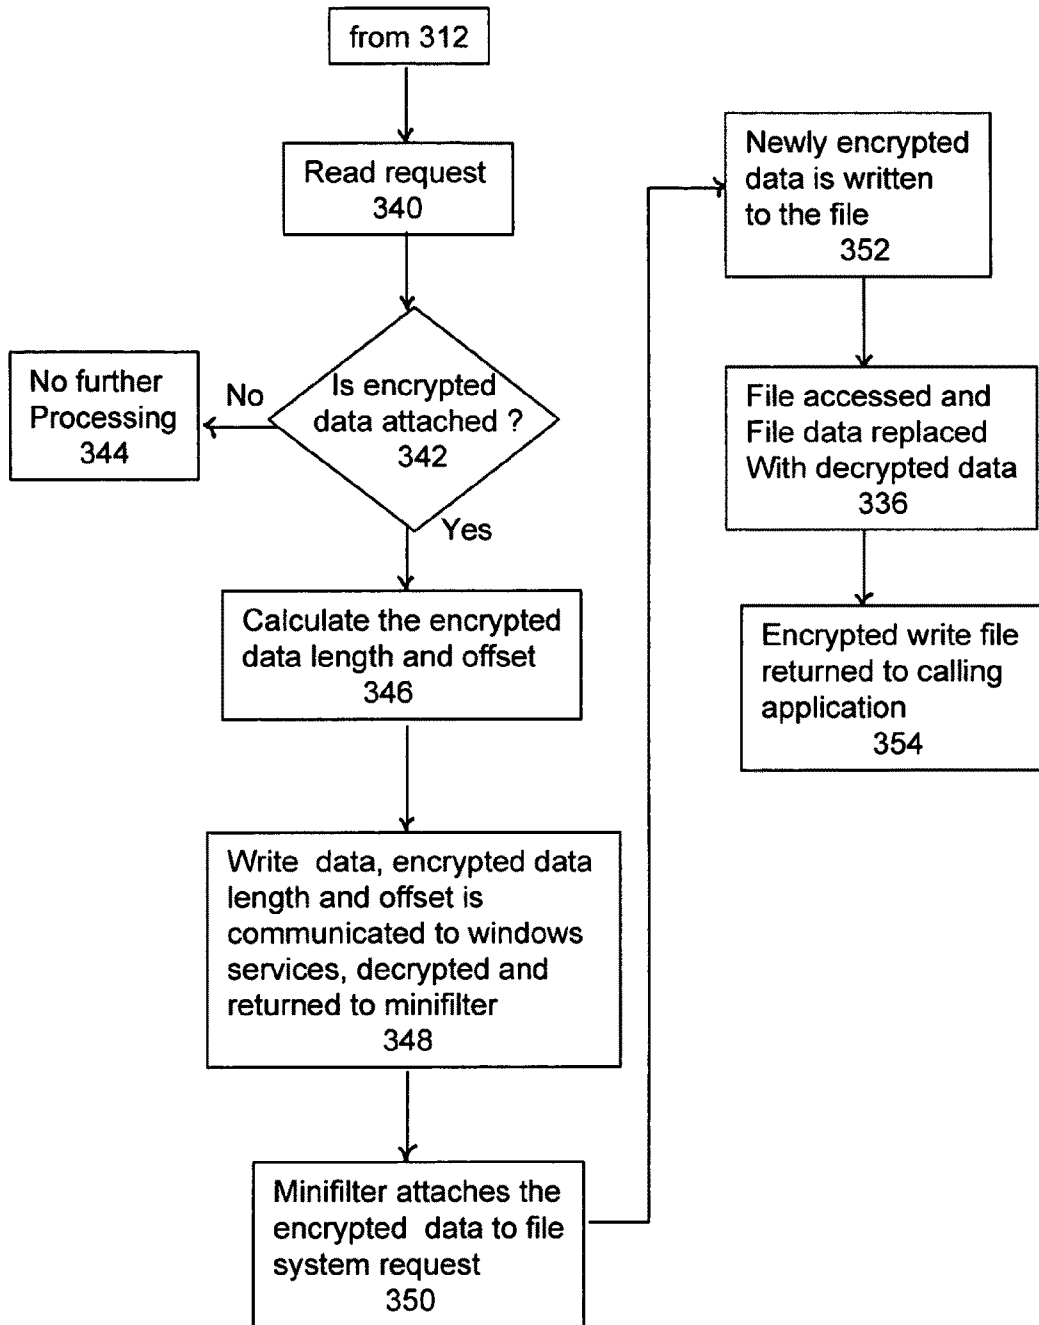 from 312
Read request
340
Is encrypted
data attached ?
342
No
No further
Processing
344
Yes
Calculate the encrypted
data length and offset
346
Write data, encrypted data
length and offset is
communicated to windows
services, decrypted and
returned to minifilter
348
Minifilter attaches the
encrypted data to file
system request
350
Newly encrypted
data is written
to the file
352
File accessed and
File data replaced
With decrypted data
336
Encrypted write file
returned to calling
application
354